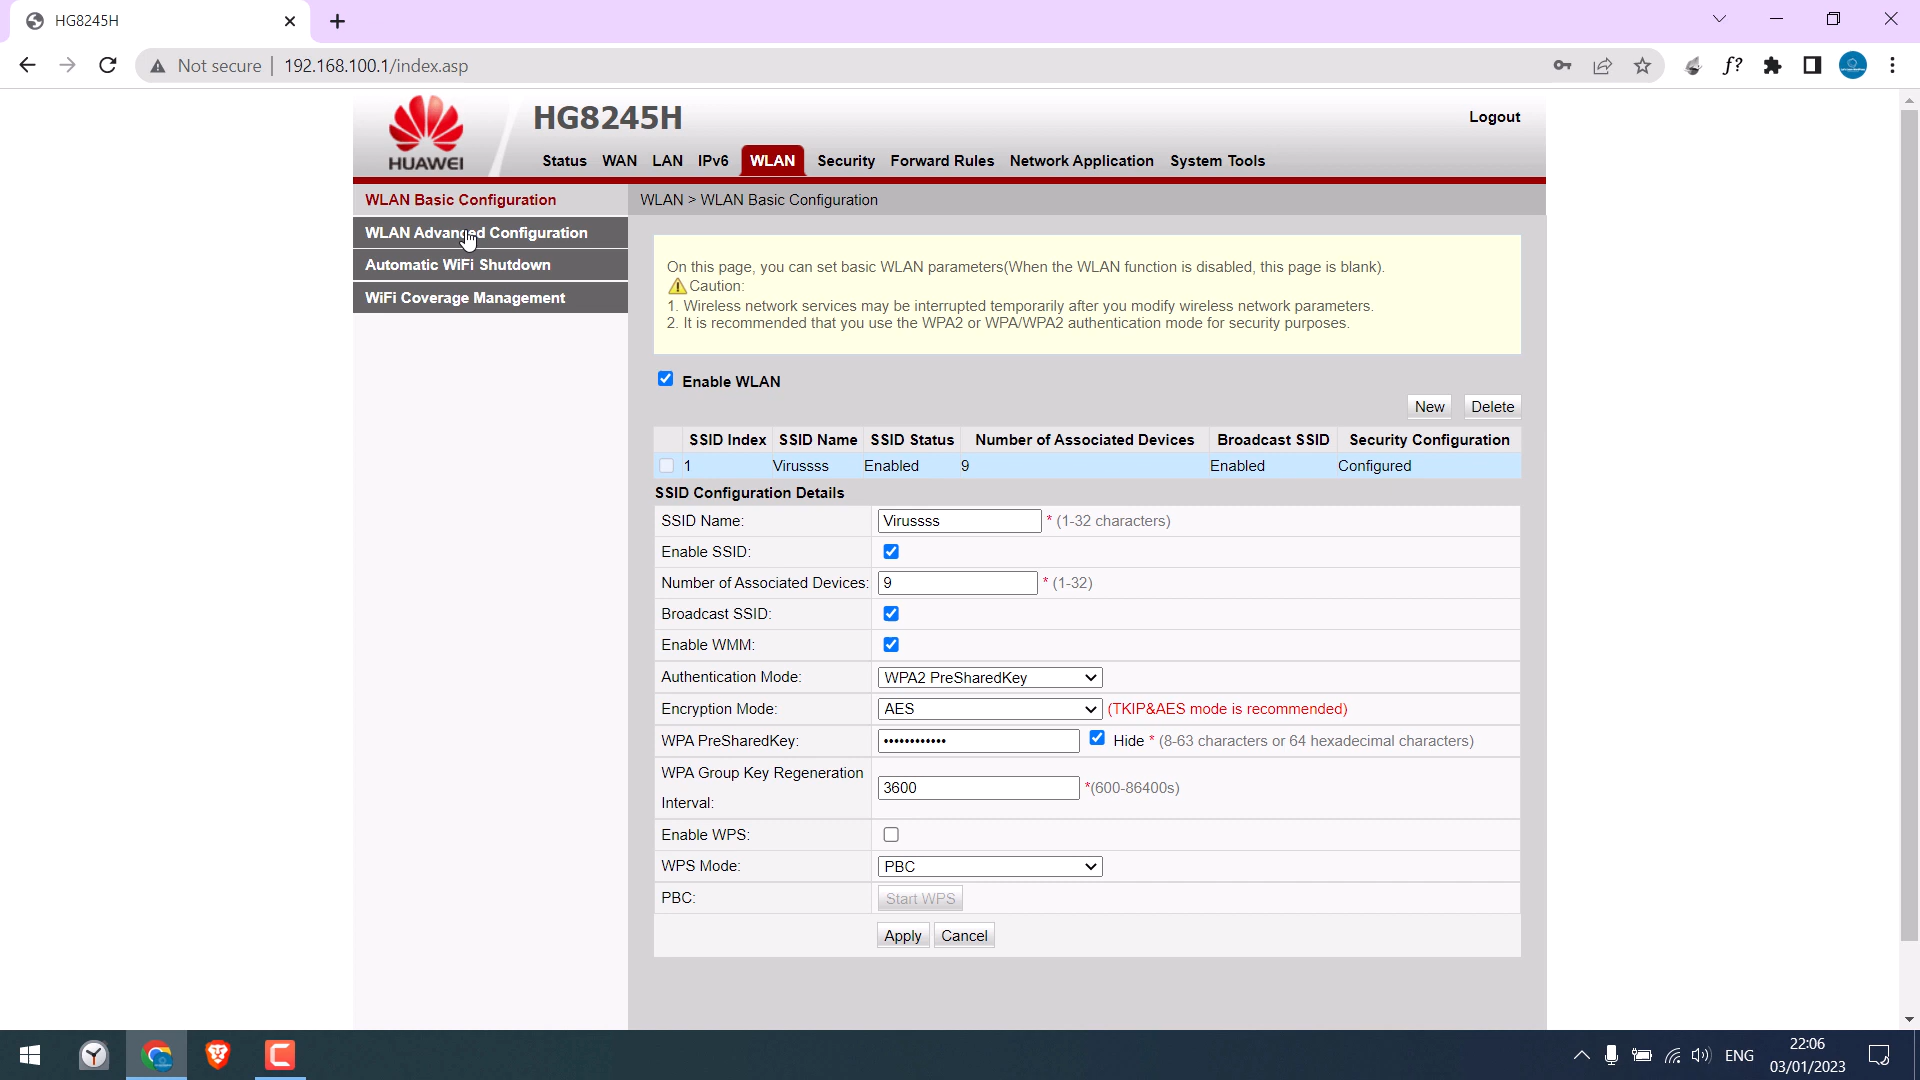 HG8245H
Not secure | 192.168.100.1/index.asp
f?
HUAWEI
HG8245H
Logout
Status WAN LAN IPv6 WLAN Security Forward Rules Network Application System Tools
WLAN Basic Configuration
WLAN > WLAN Basic Configuration
WLAN Advanced Configuration
Automatic WiFi Shutdown
WiFi Coverage Management
On this page, you can set basic WLAN parameters(When the WLAN function is disabled, this page is blank).
Caution:
1. Wireless network services may be interrupted temporarily after you modify wireless network parameters.
2. It is recommended that you use the WPA2 or WPA/WPA2 authentication mode for security purposes.
Enable WLAN
New Delete
SSID Index SSID Name SSID Status Number of Associated Devices Broadcast SSID Security Configuration
1 Virussss Enabled 9 Enabled Configured
SSID Configuration Details
SSID Name: Virussss * (1-32 characters)
Enable SSID:
Number of Associated Devices: 9 * (1-32)
Broadcast SSID:
Enable WMM:
Authentication Mode: WPA2 PreSharedKey
Encryption Mode: AES (TKIP&AES mode is recommended)
WPA PreSharedKey: •••••••••••• Hide * (8-63 characters or 64 hexadecimal characters)
WPA Group Key Regeneration
Interval: 3600 *(600-86400s)
Enable WPS:
WPS Mode: PBC
PBC: Start WPS
Apply Cancel
ENG
22:06
03/01/2023